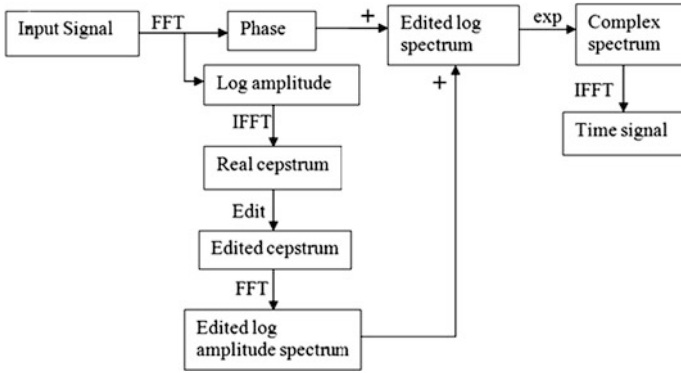 Input Signal
FFT
Phase
+
Edited log
spectrum
exp
Complex
spectrum
Log amplitude
+
IFFT
IFFT
Time signal
Real cepstrum
Edit
Edited cepstrum
FFT
Edited log
amplitude spectrum